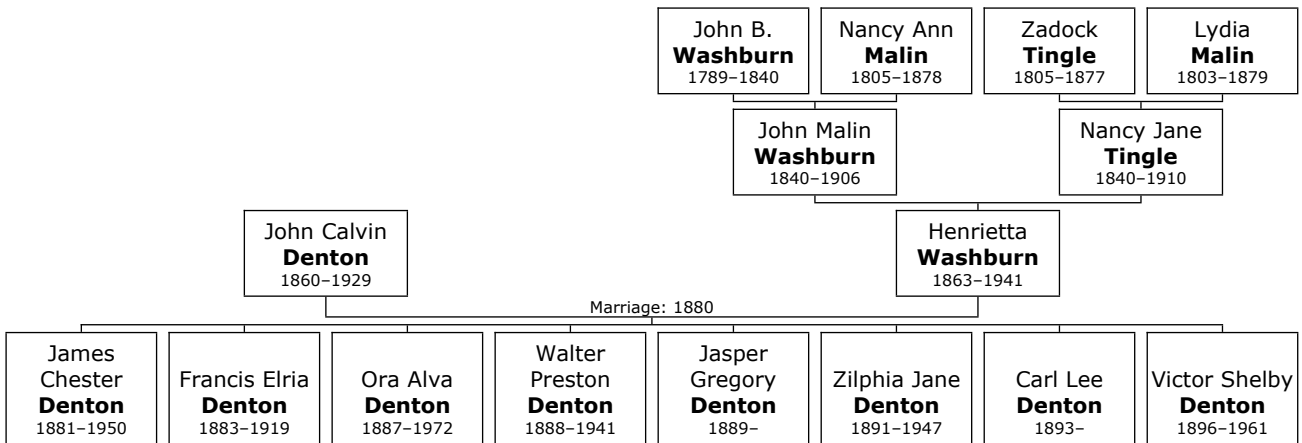 John B.
Washburn
1789–1840
Nancy Ann
Malin
1805–1878
Zadock
Tingle
1805–1877
Lydia
Malin
1803–1879
John Malin
Washburn
1840–1906
Nancy Jane
Tingle
1840–1910
John Calvin
Denton
1860–1929
Henrietta
Washburn
1863–1941
Marriage: 1880
James
Chester
Denton
1881–1950
Francis Elria
Denton
1883–1919
Ora Alva
Denton
1887–1972
Walter
Preston
Denton
1888–1941
Jasper
Gregory
Denton
1889–
Zilphia Jane
Denton
1891–1947
Carl Lee
Denton
1893–
Victor Shelby
Denton
1896–1961